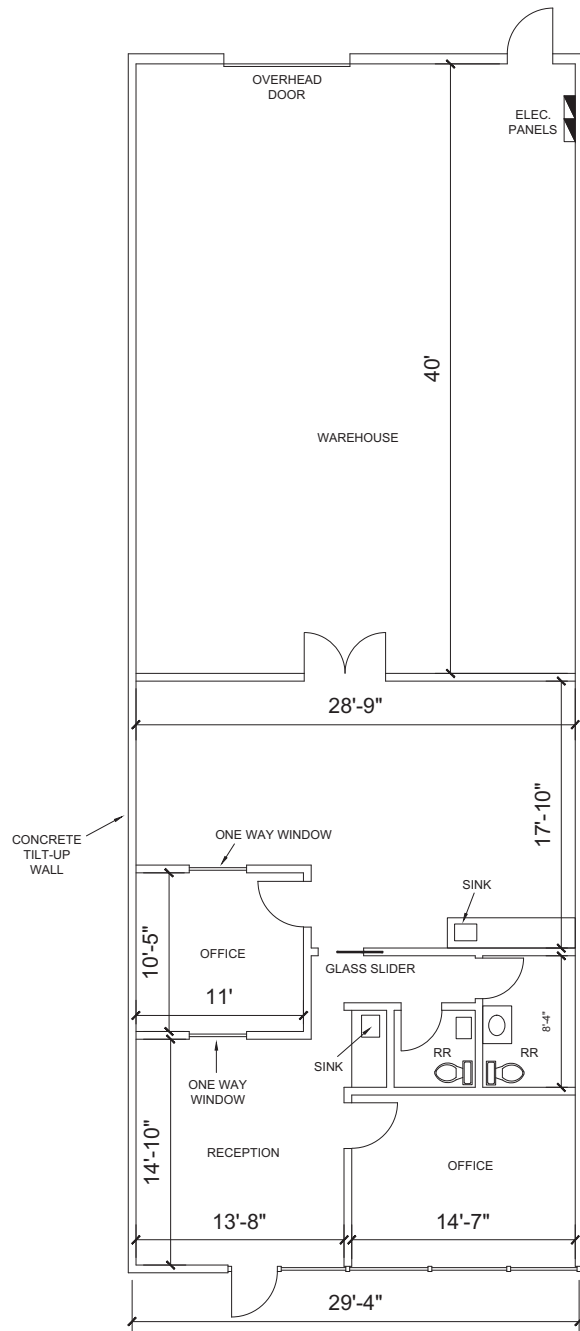 OVERHEAD
DOOR
ELEC.
PANELS
40'
WAREHOUSE
28'-9"
17'-10"
CONCRETE
TILT-UP
WALL
ONE WAY WINDOW
SINK
10'-5"
OFFICE
GLASS SLIDER
11'
8'-4"
SINK
RR
RR
ONE WAY
WINDOW
14'-10"
RECEPTION
OFFICE
13'-8"
14'-7"
29'-4"